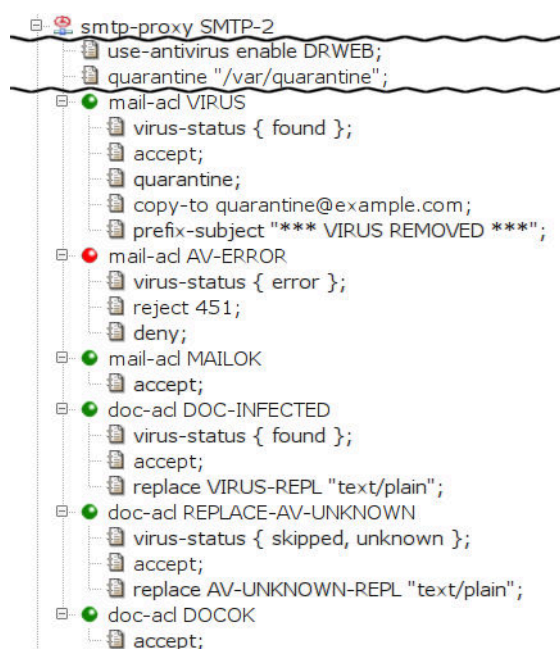 smtp-proxy SMTP-2
use-antivirus enable DRWEB;
quarantine "/var/quarantine";
mail-acl VIRUS
virus-status { found };
accept;
quarantine;
copy-to quarantine@example.com;
prefix-subject "*** VIRUS REMOVED ***";
mail-acl AV-ERROR
virus-status { error };
reject 451;
deny;
mail-acl MAILOK
accept;
doc-acl DOC-INFECTED
virus-status { found };
accept;
replace VIRUS-REPL "text/plain";
doc-acl REPLACE-AV-UNKNOWN
virus-status { skipped, unknown };
accept;
replace AV-UNKNOWN-REPL "text/plain";
doc-acl DOCOK
accept;